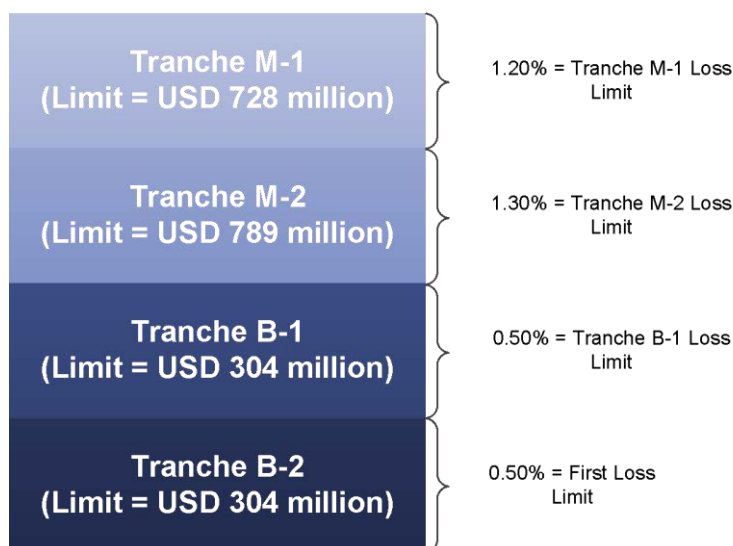 Tranche M-1
(Limit = USD 728 million)
1.20% = Tranche M-1 Loss
Limit
Tranche M-2
(Limit = USD 789 million)
1.30% = Tranche M-2 Loss
Limit
Tranche B-1
(Limit = USD 304 million)
0.50% = Tranche B-1 Loss
Limit
Tranche B-2
(Limit = USD 304 million)
0.50% = First Loss
Limit